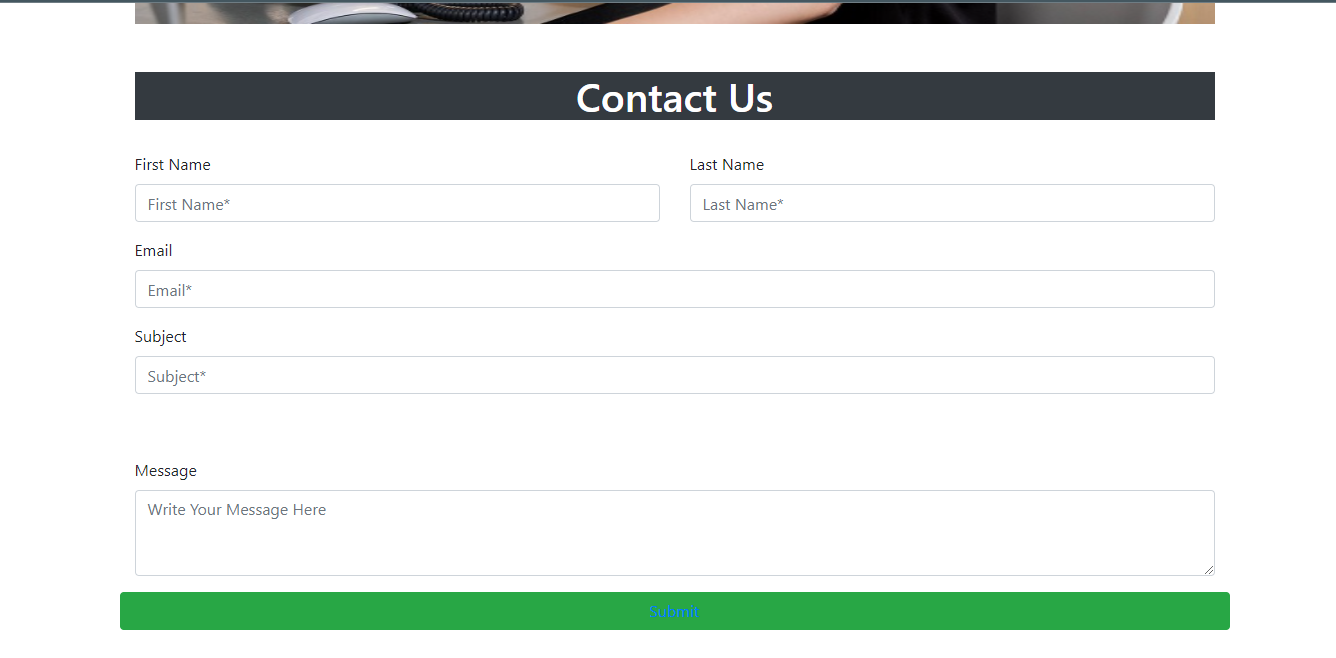 Contact Us
First Name
Last Name
First Name*
Last Name*
Email
Email*
Subject
Subject*
Message
Write Your Message Here
Submit